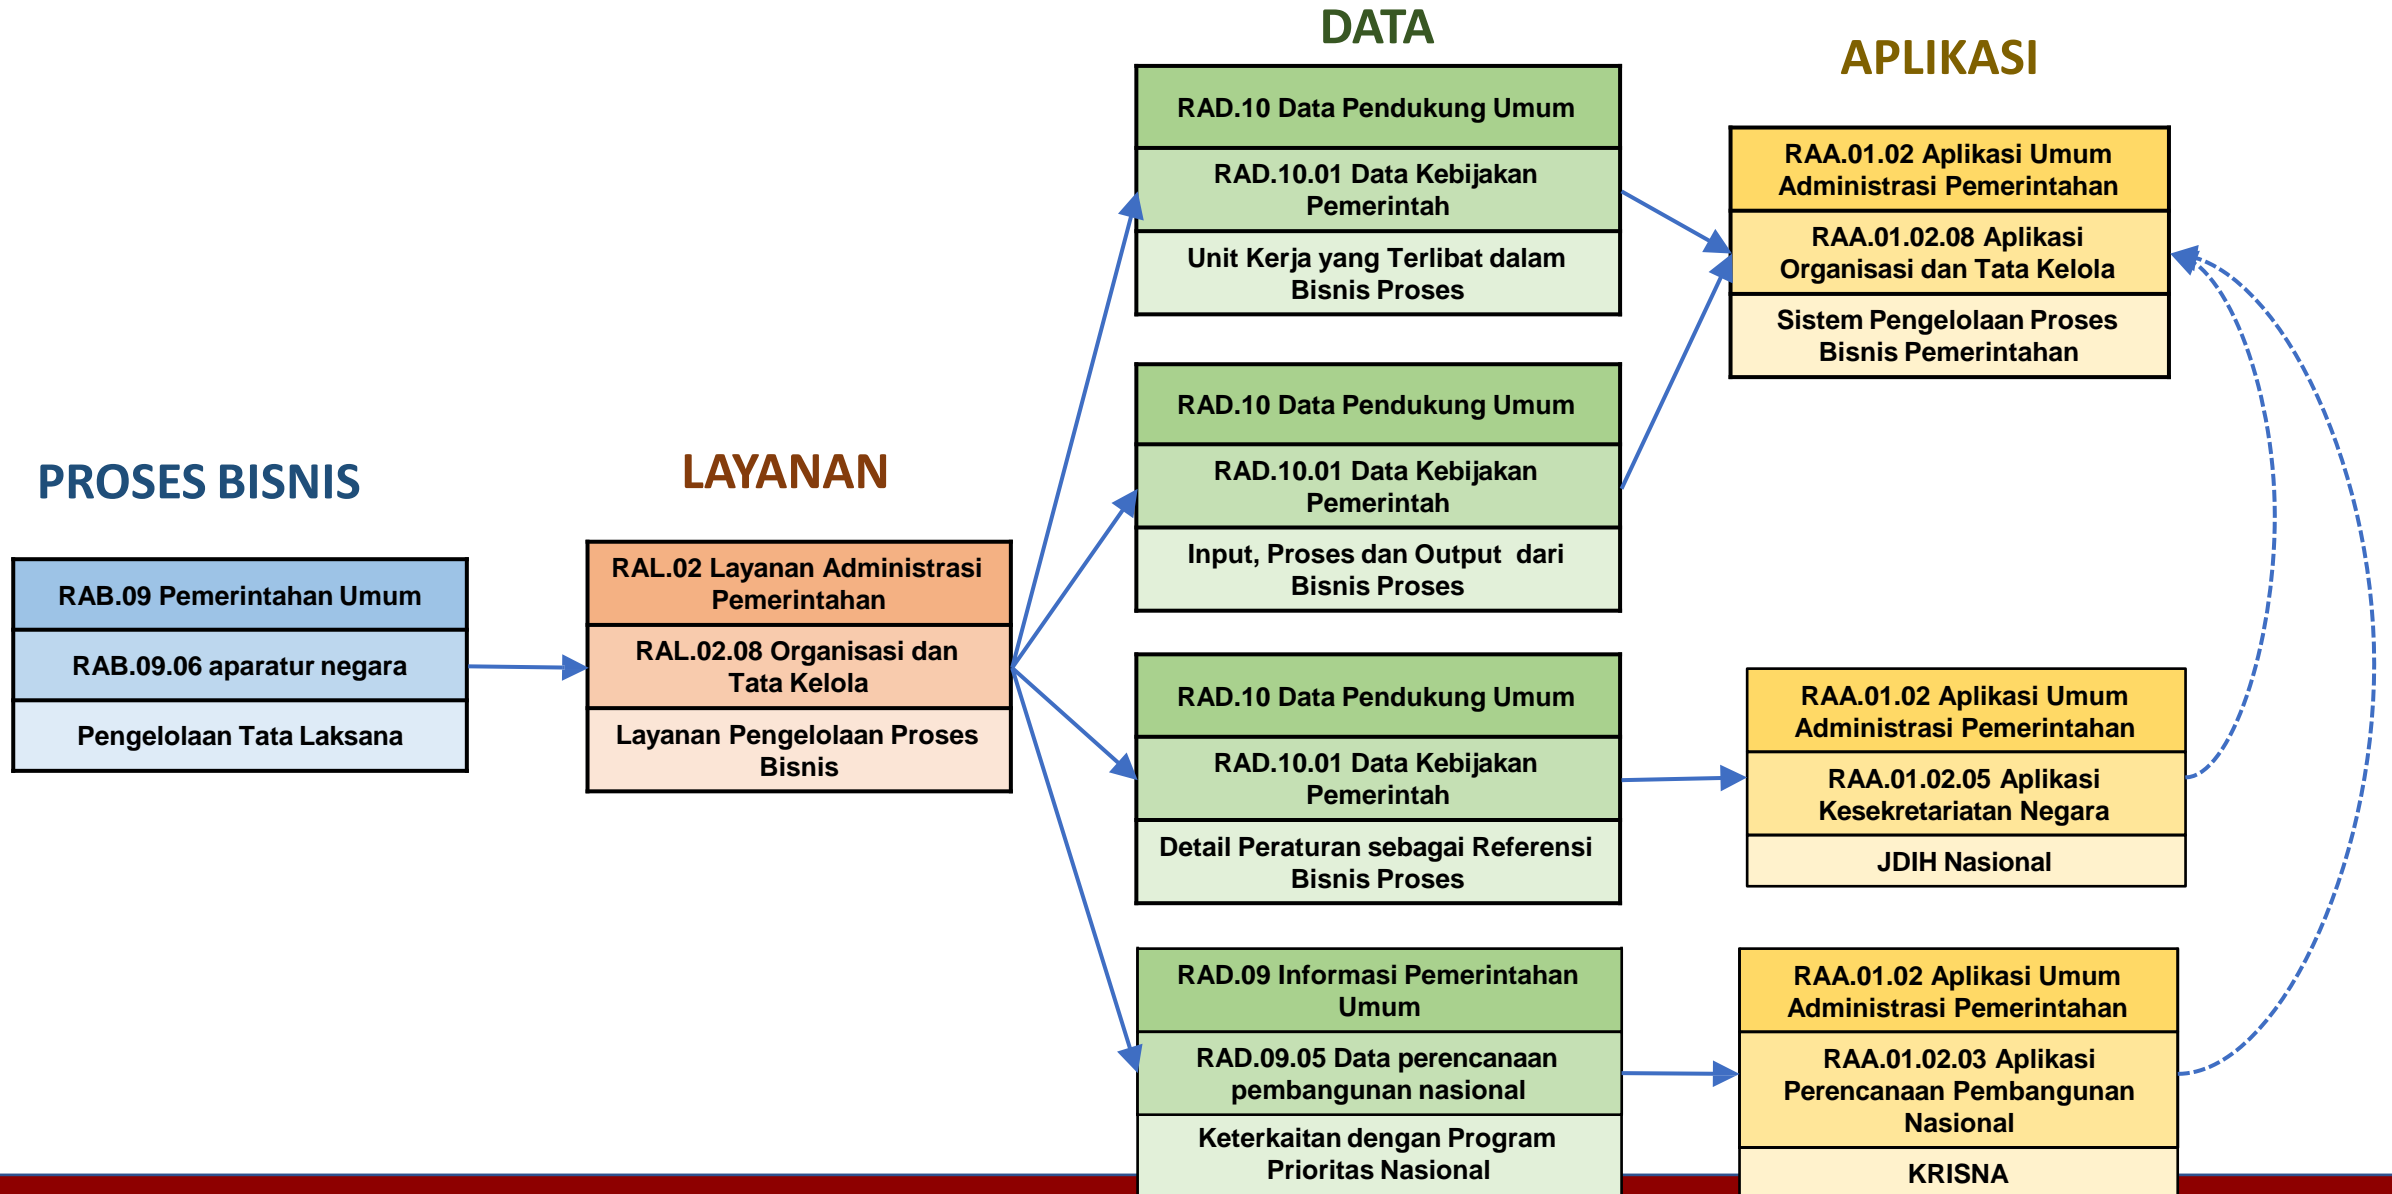 PROSES BISNIS
RAB.09 Pemerintahan Umum
RAB.09.06 aparatur negara
Pengelolaan Tata Laksana
LAYANAN
RAL.02 Layanan Administrasi
Pemerintahan
RAL.02.08 Organisasi dan
Tata Kelola
Layanan Pengelolaan Proses
Bisnis
DATA
RAD.10 Data Pendukung Umum
RAD.10.01 Data Kebijakan
Pemerintah
Unit Kerja yang Terlibat dalam
Bisnis Proses
RAD.10 Data Pendukung Umum
RAD.10.01 Data Kebijakan
Pemerintah
Input, Proses dan Output  dari
Bisnis Proses
RAD.10 Data Pendukung Umum
RAD.10.01 Data Kebijakan
Pemerintah
Detail Peraturan sebagai Referensi
Bisnis Proses
RAD.09 Informasi Pemerintahan
Umum
RAD.09.05 Data perencanaan
pembangunan nasional
Keterkaitan dengan Program
Prioritas Nasional
APLIKASI
RAA.01.02 Aplikasi Umum
Administrasi Pemerintahan
RAA.01.02.08 Aplikasi
Organisasi dan Tata Kelola
Sistem Pengelolaan Proses
Bisnis Pemerintahan
RAA.01.02 Aplikasi Umum
Administrasi Pemerintahan
RAA.01.02.05 Aplikasi
Kesekretariatan Negara
JDIH Nasional
RAA.01.02 Aplikasi Umum
Administrasi Pemerintahan
RAA.01.02.03 Aplikasi
Perencanaan Pembangunan
Nasional
KRISNA